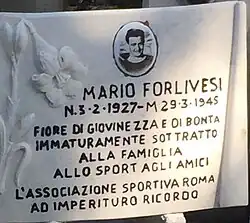 MARIO FORLIVESI
N. 3-2-1927-M 29-3-1945
FIORE DI GIOVINEZZA E DI BONTA
IMMATURAMENTE SOTTRATTO
ALLA FAMIGLIA
ALLO SPORT AGLI AMICI
L'ASSOCIAZIONE SPORTIVA ROMA
AD IMPERITURO RICORDO